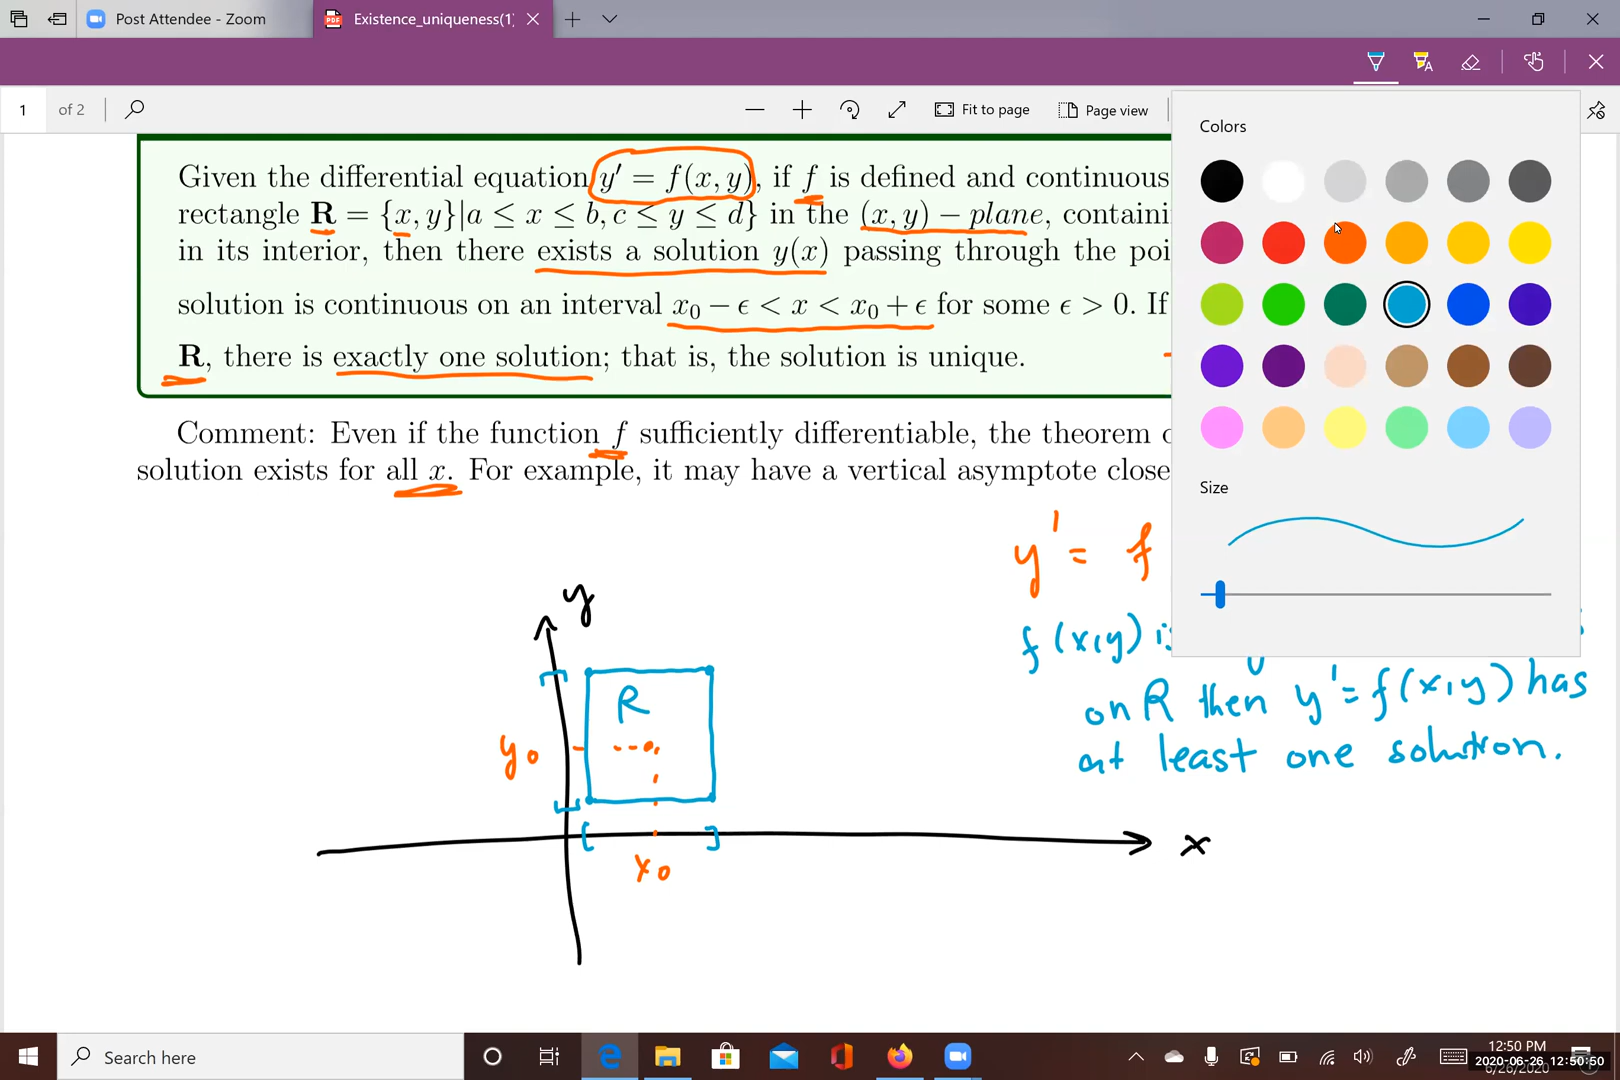 Post Attendee - Zoom
Existence_uniqueness(1)
1 of 2
Fit to page
Page view
Given the differential equation y′ = f(x, y), if f is defined and continuous
rectangle R = {x, y}|a ≤ x ≤ b, c ≤ y ≤ d} in the (x, y) − plane, containi
in its interior, then there exists a solution y(x) passing through the poi
solution is continuous on an interval x₀ − ϵ < x < x₀ + ϵ for some ϵ > 0. If
R, there is exactly one solution; that is, the solution is unique.
Comment: Even if the function f sufficiently differentiable, the theorem
solution exists for all x. For example, it may have a vertical asymptote close
Colors
Size
y' = f
f(x,y) is
on R then y' = f(x,y) has
at least one solution.
y
R
y₀
x₀
x
Search here
12:50 PM
2020-06-26 12:50:50
6/26/2020